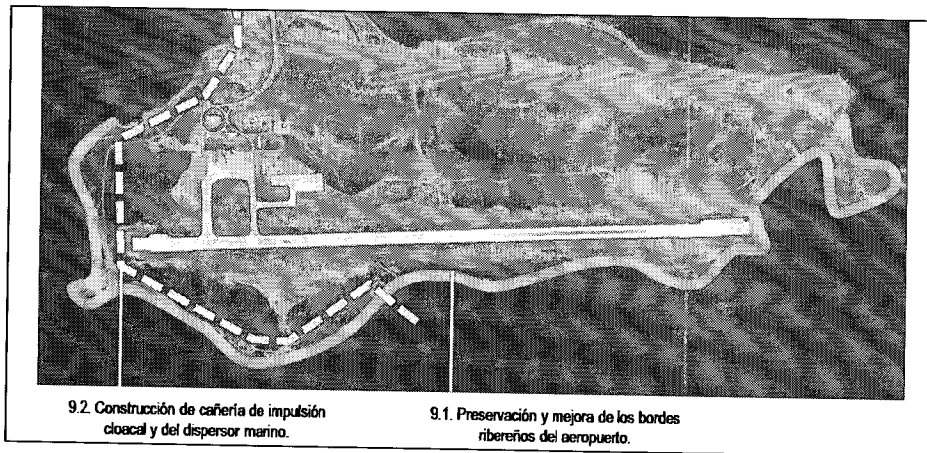 9.2. Construcción de cañería de impulsión
cloacal y del dispersor marino.
9.1. Preservación y mejora de los bordes
ribereños del aeropuerto.